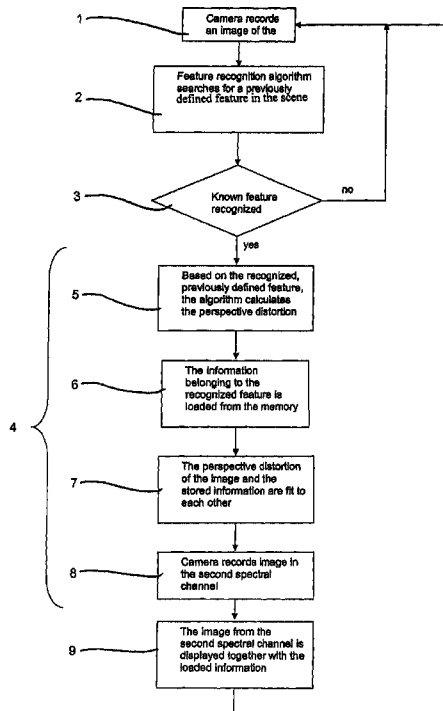 1
Camera records
an image of the
2
Feature recognition algorithm
searches for a previously
defined feature in the scene
3
Known feature
recognized
no
yes
4
5
Based on the recognized,
previously defined feature,
the algorithm calculates
the perspective distortion
6
The information
belonging to the
recognized feature is
loaded from the memory
7
The perspective distortion
of the image and the
stored information are fit to
each other
8
Camera records image in
the second spectral
channel
9
The image from the
second spectral channel is
displayed together with the
loaded information